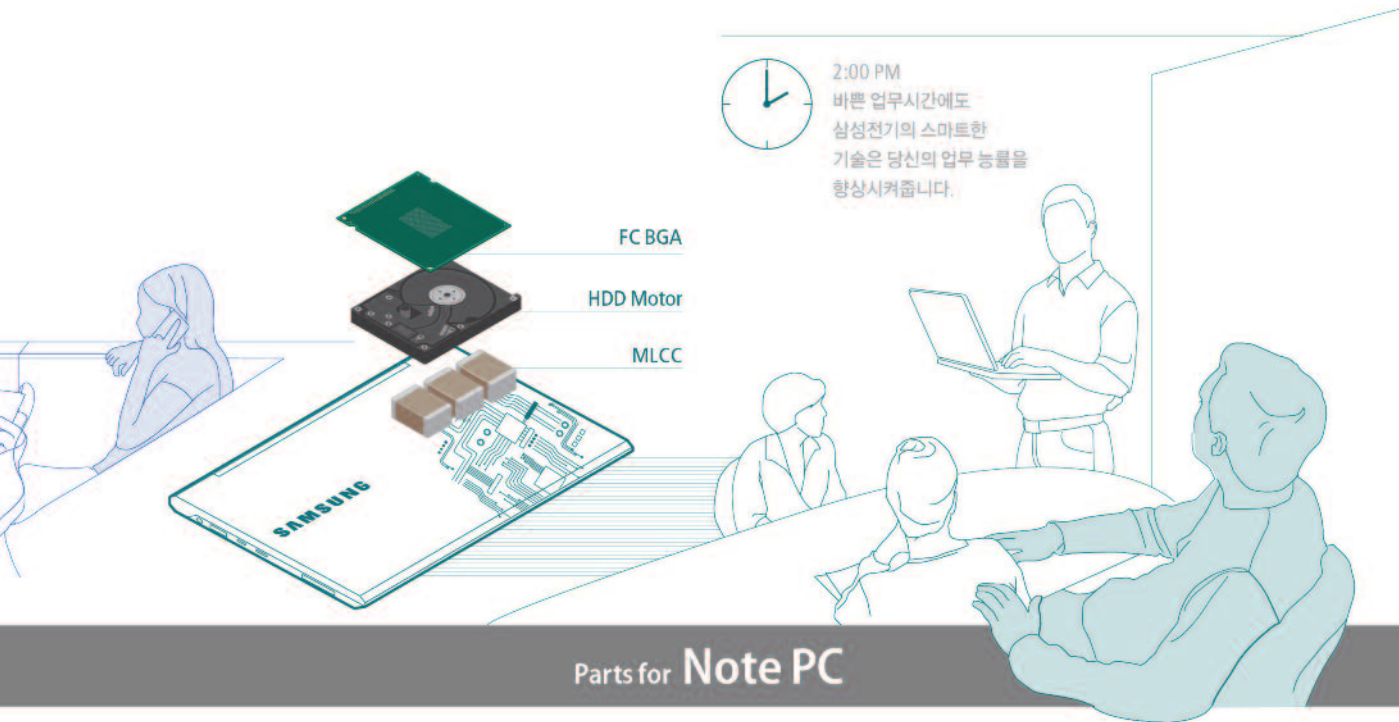 2:00 PM
바쁜 업무시간에도
삼성전기의 스마트한
기술은 당신의 업무 능률을
향상시켜줍니다.
FC BGA
HDD Motor
MLCC
SAMSUNG
Parts for Note PC